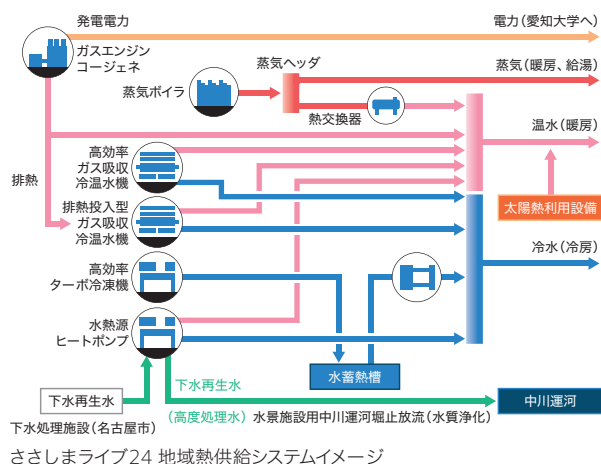 発電電力
電力（愛知大学へ）
ガスエンジン
コージェネ
蒸気ヘッダ
蒸気（暖房、給湯）
蒸気ボイラ
熱交換器
温水（暖房）
高効率
ガス吸収
冷温水機
排熱
排熱投入型
ガス吸収
冷温水機
太陽熱利用設備
冷水（冷房）
高効率
ターボ冷凍機
水熱源
ヒートポンプ
水蓄熱槽
下水再生水
下水再生水
中川運河
（高度処理水）
水景施設用中川運河堀止放流（水質浄化）
下水処理施設（名古屋市）
ささしまライブ24 地域熱供給システムイメージ